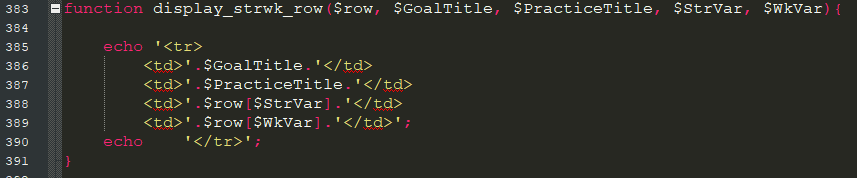 383 function display_strwk_row($row, $GoalTitle, $PracticeTitle, $StrVar, $WkVar){
384
385 echo '<tr>
386 <td>'.$GoalTitle.'</td>
387 <td>'.$PracticeTitle.'</td>
388 <td>'.$row[$StrVar].'</td>
389 <td>'.$row[$WkVar].'</td>';
390 echo '</tr>';
391 }